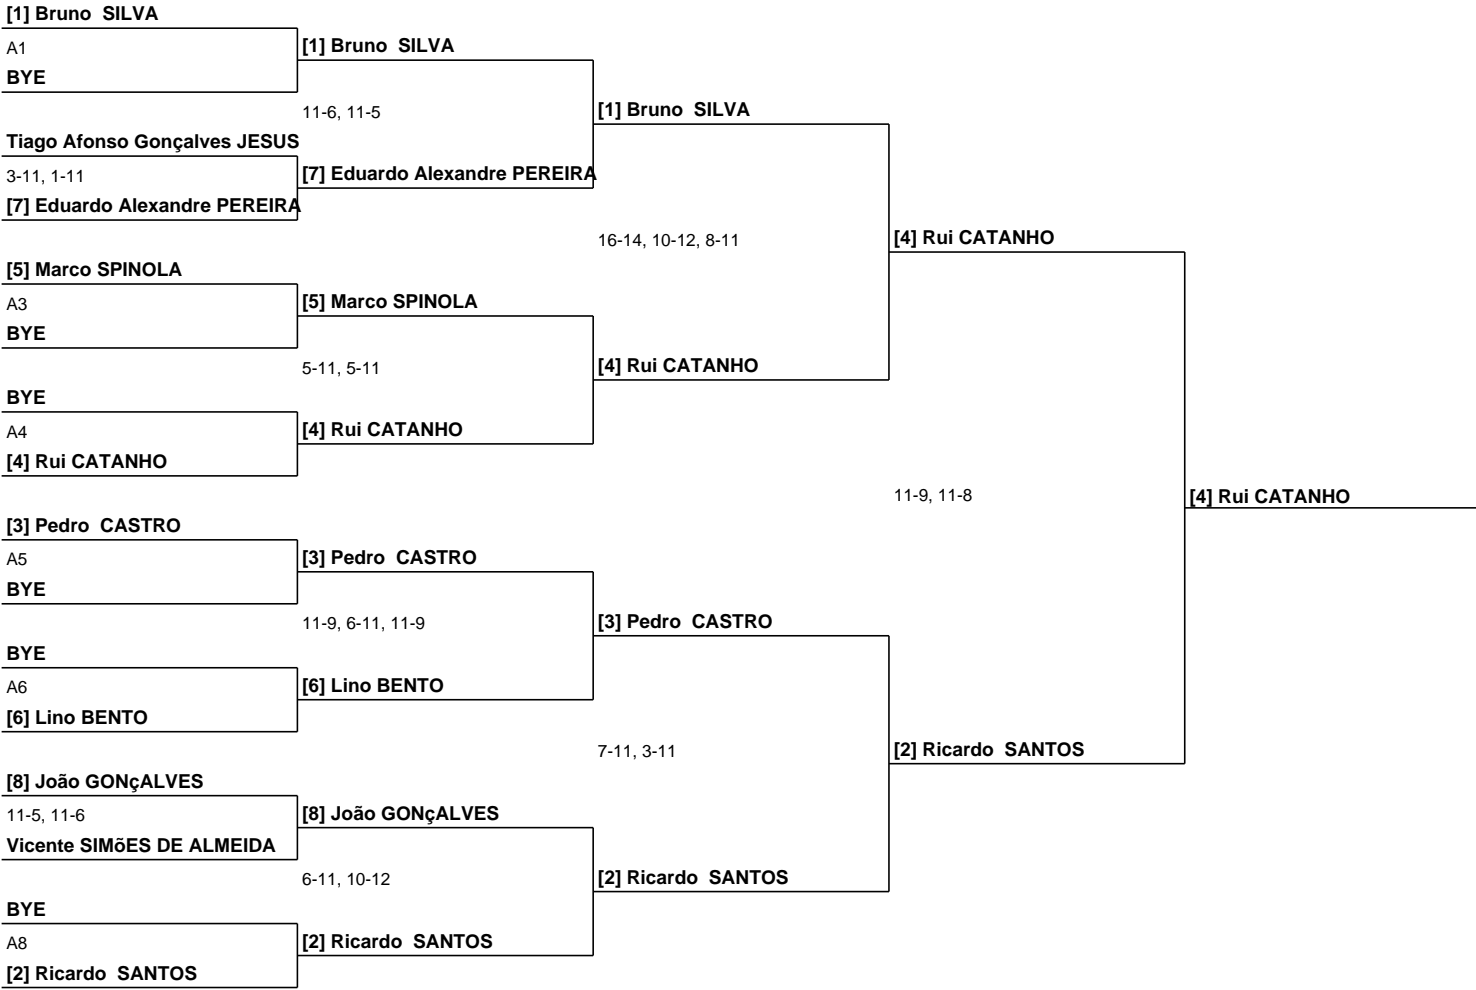 [1] Bruno  SILVA
A1
BYE
Tiago Afonso Gonçalves JESUS
3-11, 1-11
[7] Eduardo Alexandre PEREIRA
[5] Marco SPINOLA
A3
BYE
BYE
A4
[4] Rui CATANHO
[3] Pedro  CASTRO
A5
BYE
BYE
A6
[6] Lino BENTO
[8] João GONçALVES
11-5, 11-6
Vicente SIMõES DE ALMEIDA
BYE
A8
[2] Ricardo  SANTOS
[1] Bruno  SILVA
11-6, 11-5
[7] Eduardo Alexandre PEREIRA
[5] Marco SPINOLA
5-11, 5-11
[4] Rui CATANHO
[3] Pedro  CASTRO
11-9, 6-11, 11-9
[6] Lino BENTO
[8] João GONçALVES
6-11, 10-12
[2] Ricardo  SANTOS
[1] Bruno  SILVA
16-14, 10-12, 8-11
[4] Rui CATANHO
[3] Pedro  CASTRO
7-11, 3-11
[2] Ricardo  SANTOS
[4] Rui CATANHO
11-9, 11-8
[2] Ricardo  SANTOS
[4] Rui CATANHO